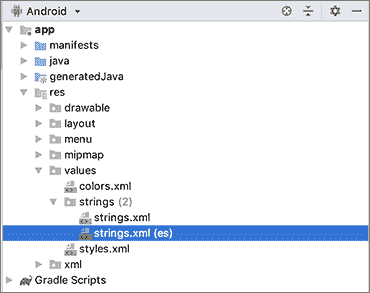 Android
app
manifests
java
generatedJava
res
drawable
layout
menu
mipmap
values
colors.xml
strings (2)
strings.xml
strings.xml (es)
styles.xml
xml
Gradle Scripts